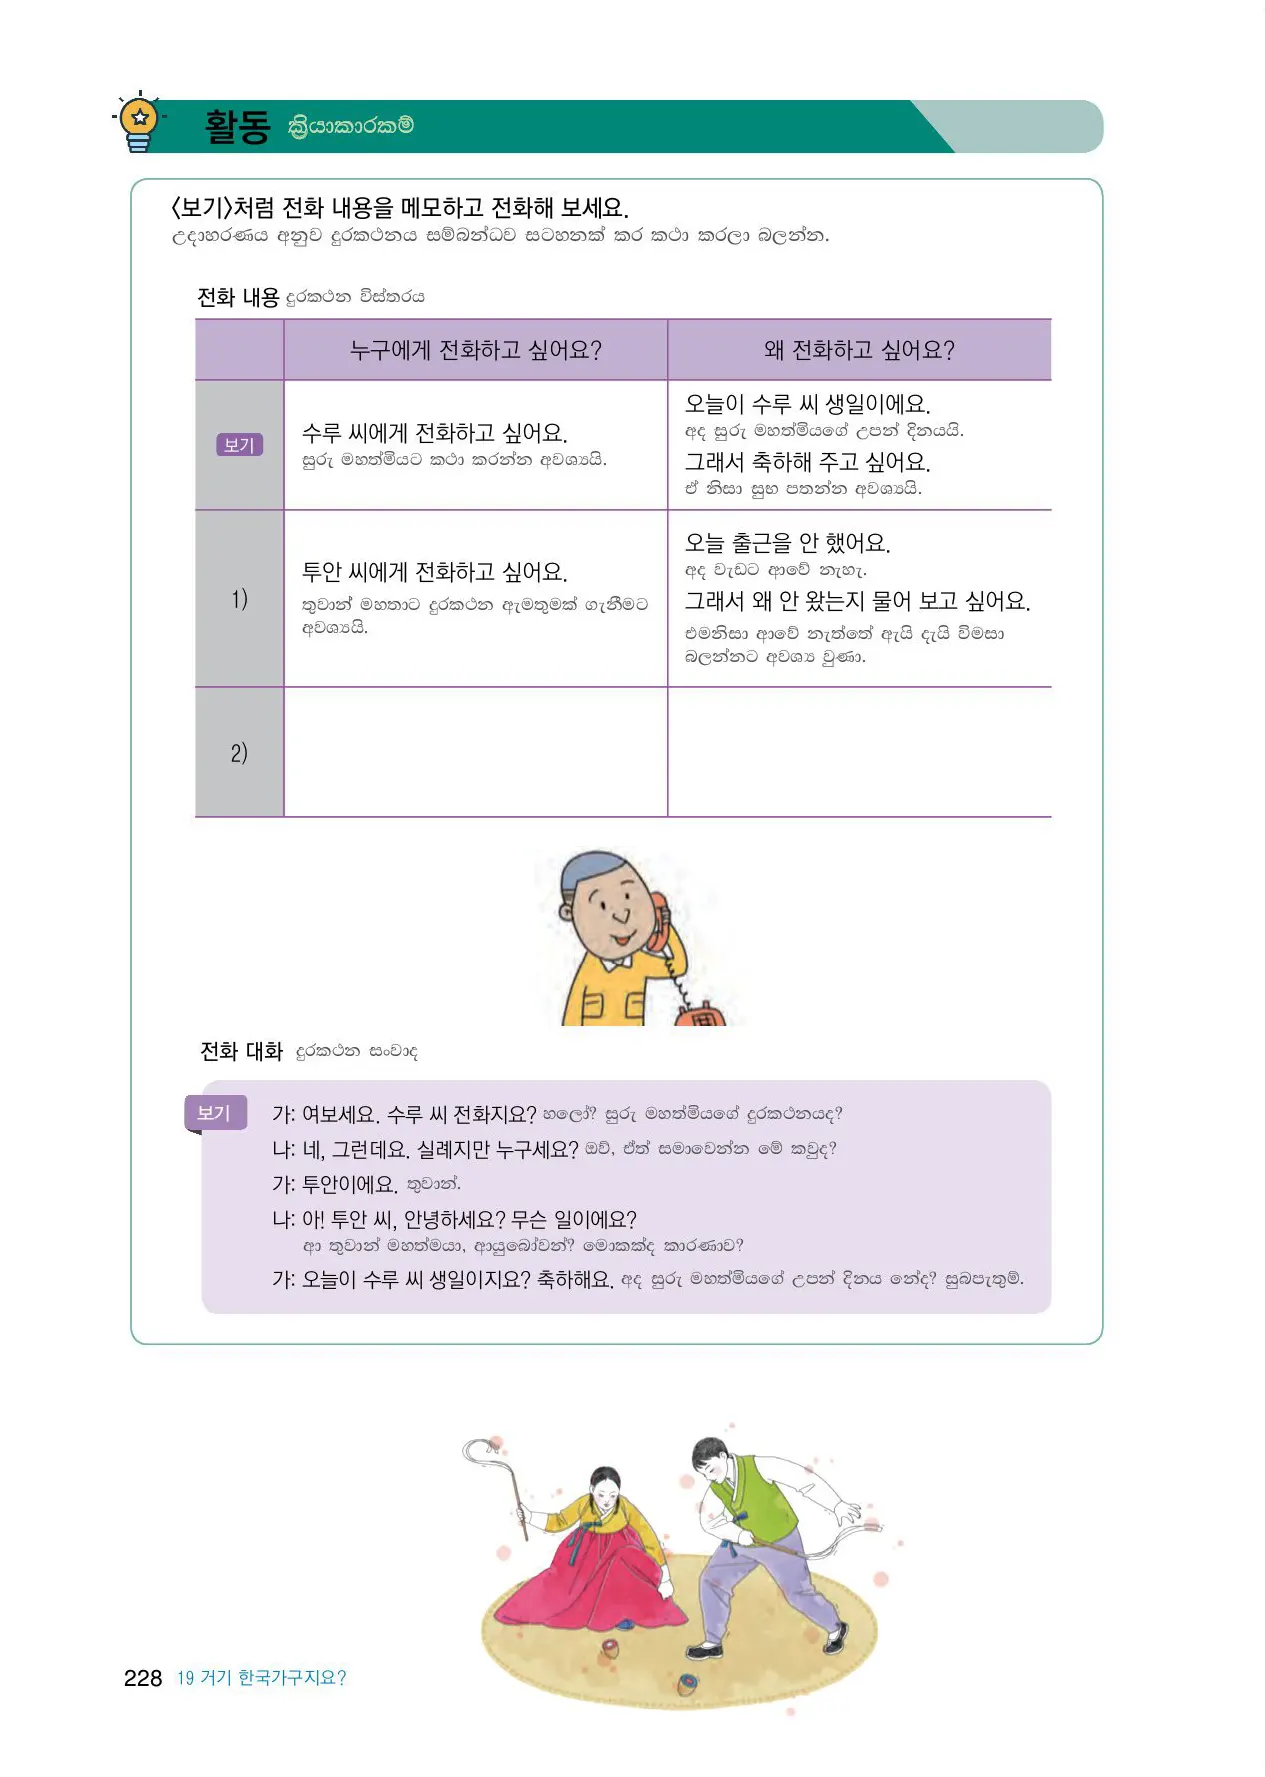 활동 ක්‍රියාකාරකම්
<보기>처럼 전화 내용을 메모하고 전화해 보세요.
උදාහරණය අනුව දුරකථනය සම්බන්ධව සටහනක් කර කථා කරලා බලන්න.
전화 내용 දුරකථන විස්තරය
누구에게 전화하고 싶어요? 왜 전화하고 싶어요?
보기
수루 씨에게 전화하고 싶어요.
සුරු මහත්මියට කථා කරන්න අවශ්‍යයි.
오늘이 수루 씨 생일이에요.
අද සුරු මහත්මියගේ උපන් දිනයයි.
그래서 축하해 주고 싶어요.
ඒ නිසා සුභ පතන්න අවශ්‍යයි.
1)
투안 씨에게 전화하고 싶어요.
තුවාන් මහතාට දුරකථන ඇමතුමක් ගැනීමට
අවශ්‍යයි.
오늘 출근을 안 했어요.
අද වැඩට ආවේ නැහැ.
그래서 왜 안 왔는지 물어 보고 싶어요.
එමනිසා ආවේ නැත්තේ ඇයි දැයි විමසා
බලන්නට අවශ්‍ය වුණා.
2)
전화 대화 දුරකථන සංවාද
보기
가: 여보세요. 수루 씨 전화지요? හලෝ? සුරු මහත්මියගේ දුරකථනයද?
냐: 네, 그런데요. 실례지만 누구세요? ඔව්, ඒත් සමාවෙන්න මේ කවුද?
가: 투안이에요. තුවාන්.
나: 아! 투안 씨, 안녕하세요? 무슨 일이에요?
ආ තුවාන් මහත්මයා, ආයුබෝවන්? මොකක්ද කාරණාව?
가: 오늘이 수루 씨 생일이지요? 축하해요. අද සුරු මහත්මියගේ උපන් දිනය නේද? සුබපැතුම්.
228 19 거기 한국가구지요?